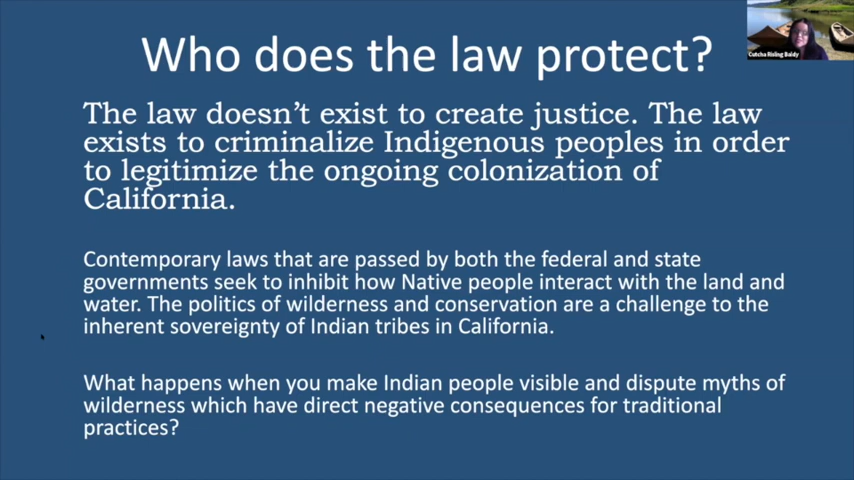 Who does the law protect?
Cutcha Risling Baldy
The law doesn't exist to create justice. The law
exists to criminalize Indigenous peoples in order
to legitimize the ongoing colonization of
California.
Contemporary laws that are passed by both the federal and state
governments seek to inhibit how Native people interact with the land and
water. The politics of wilderness and conservation are a challenge to the
inherent sovereignty of Indian tribes in California.
What happens when you make Indian people visible and dispute myths of
wilderness which have direct negative consequences for traditional
practices?